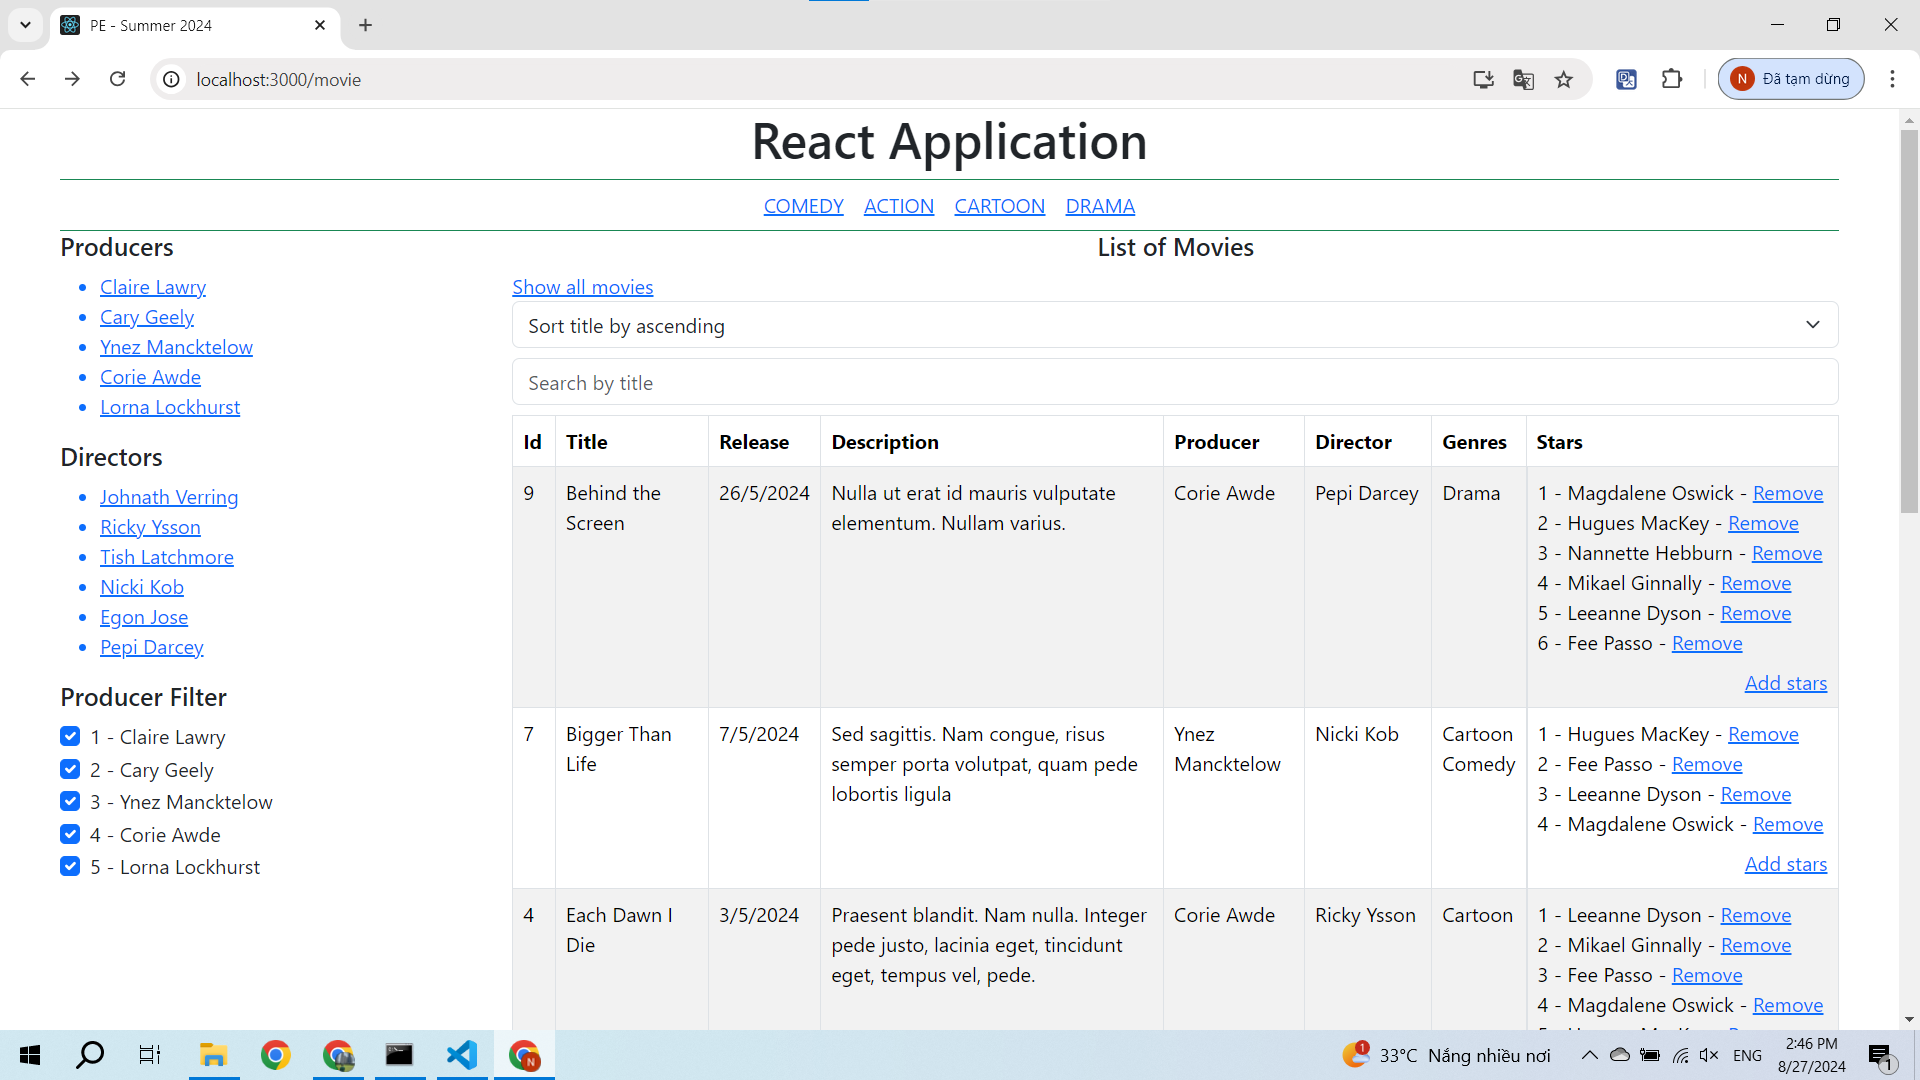 PE - Summer 2024
localhost:3000/movie
N Đã tạm dừng
React Application
COMEDY ACTION CARTOON DRAMA
Producers
Claire Lawry
Cary Geely
Ynez Mancktelow
Corie Awde
Lorna Lockhurst
Directors
Johnath Verring
Ricky Ysson
Tish Latchmore
Nicki Kob
Egon Jose
Pepi Darcey
Producer Filter
1 - Claire Lawry
2 - Cary Geely
3 - Ynez Mancktelow
4 - Corie Awde
5 - Lorna Lockhurst
List of Movies
Show all movies
Sort title by ascending
Search by title
Id Title Release Description Producer Director Genres Stars
9 Behind the 26/5/2024 Nulla ut erat id mauris vulputate Corie Awde Pepi Darcey Drama 1 - Magdalene Oswick - Remove
Screen elementum. Nullam varius. 2 - Hugues MacKey - Remove
3 - Nannette Hebburn - Remove
4 - Mikael Ginnally - Remove
5 - Leeanne Dyson - Remove
6 - Fee Passo - Remove
Add stars
7 Bigger Than 7/5/2024 Sed sagittis. Nam congue, risus Ynez Nicki Kob Cartoon 1 - Hugues MacKey - Remove
Life semper porta volutpat, quam pede Mancktelow Comedy 2 - Fee Passo - Remove
lobortis ligula 3 - Leeanne Dyson - Remove
4 - Magdalene Oswick - Remove
Add stars
4 Each Dawn I 3/5/2024 Praesent blandit. Nam nulla. Integer Corie Awde Ricky Ysson Cartoon 1 - Leeanne Dyson - Remove
Die pede justo, lacinia eget, tincidunt 2 - Mikael Ginnally - Remove
eget, tempus vel, pede. 3 - Fee Passo - Remove
4 - Magdalene Oswick - Remove
N
1 33°C Nắng nhiều nơi ENG 2:46 PM
8/27/2024 1